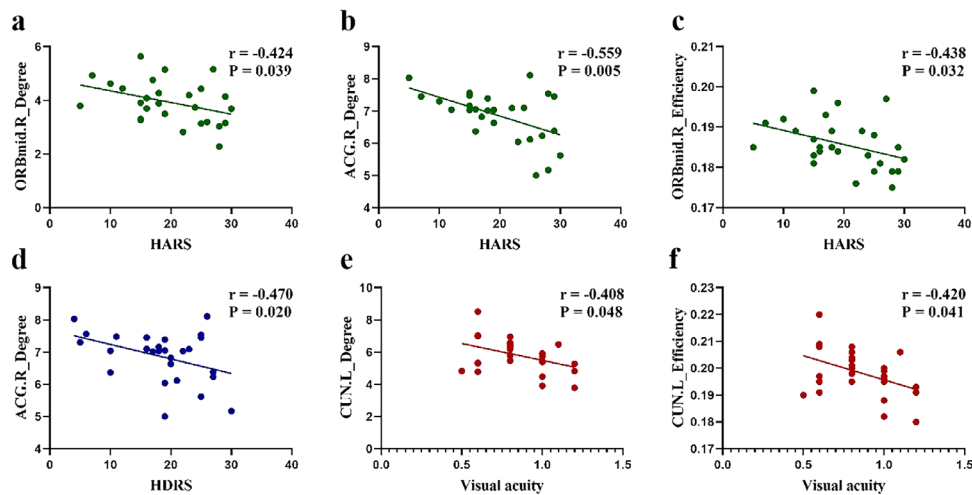 a
r = -0.424
P = 0.039
ORBmid.R_Degree
6
4
2
0
0 10 20 30 40
HARS
b
r = -0.559
P = 0.005
ACG.R_Degree
9
8
7
6
5
4
0 10 20 30 40
HARS
c
r = -0.438
P = 0.032
ORBmid.R_Efficiency
0.21
0.20
0.19
0.18
0.17
0 10 20 30 40
HARS
d
r = -0.470
P = 0.020
ACG.R_Degree
9
8
7
6
5
4
0 10 20 30 40
HDRS
e
r = -0.408
P = 0.048
CUN.L_Degree
10
8
6
4
2
0
0.0 0.5 1.0 1.5
Visual acuity
f
r = -0.420
P = 0.041
CUN.L_Efficiency
0.23
0.22
0.21
0.20
0.19
0.18
0.17
0.0 0.5 1.0 1.5
Visual acuity